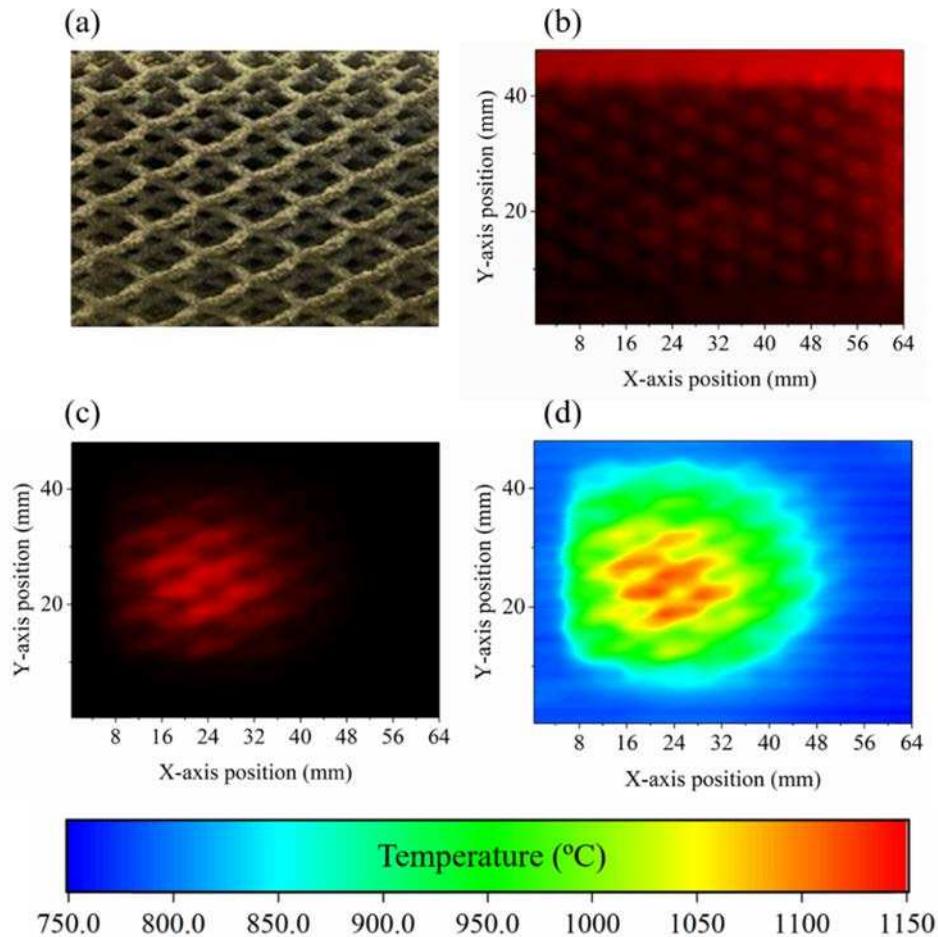 (a)
(b)
Y-axis position (mm)
40
20
8 16 24 32 40 48 56 64
X-axis position (mm)
(c)
(d)
Y-axis position (mm)
40
20
8 16 24 32 40 48 56 64
X-axis position (mm)
Y-axis position (mm)
40
20
8 16 24 32 40 48 56 64
X-axis position (mm)
Temperature (ºC)
750.0 800.0 850.0 900.0 950.0 1000 1050 1100 1150